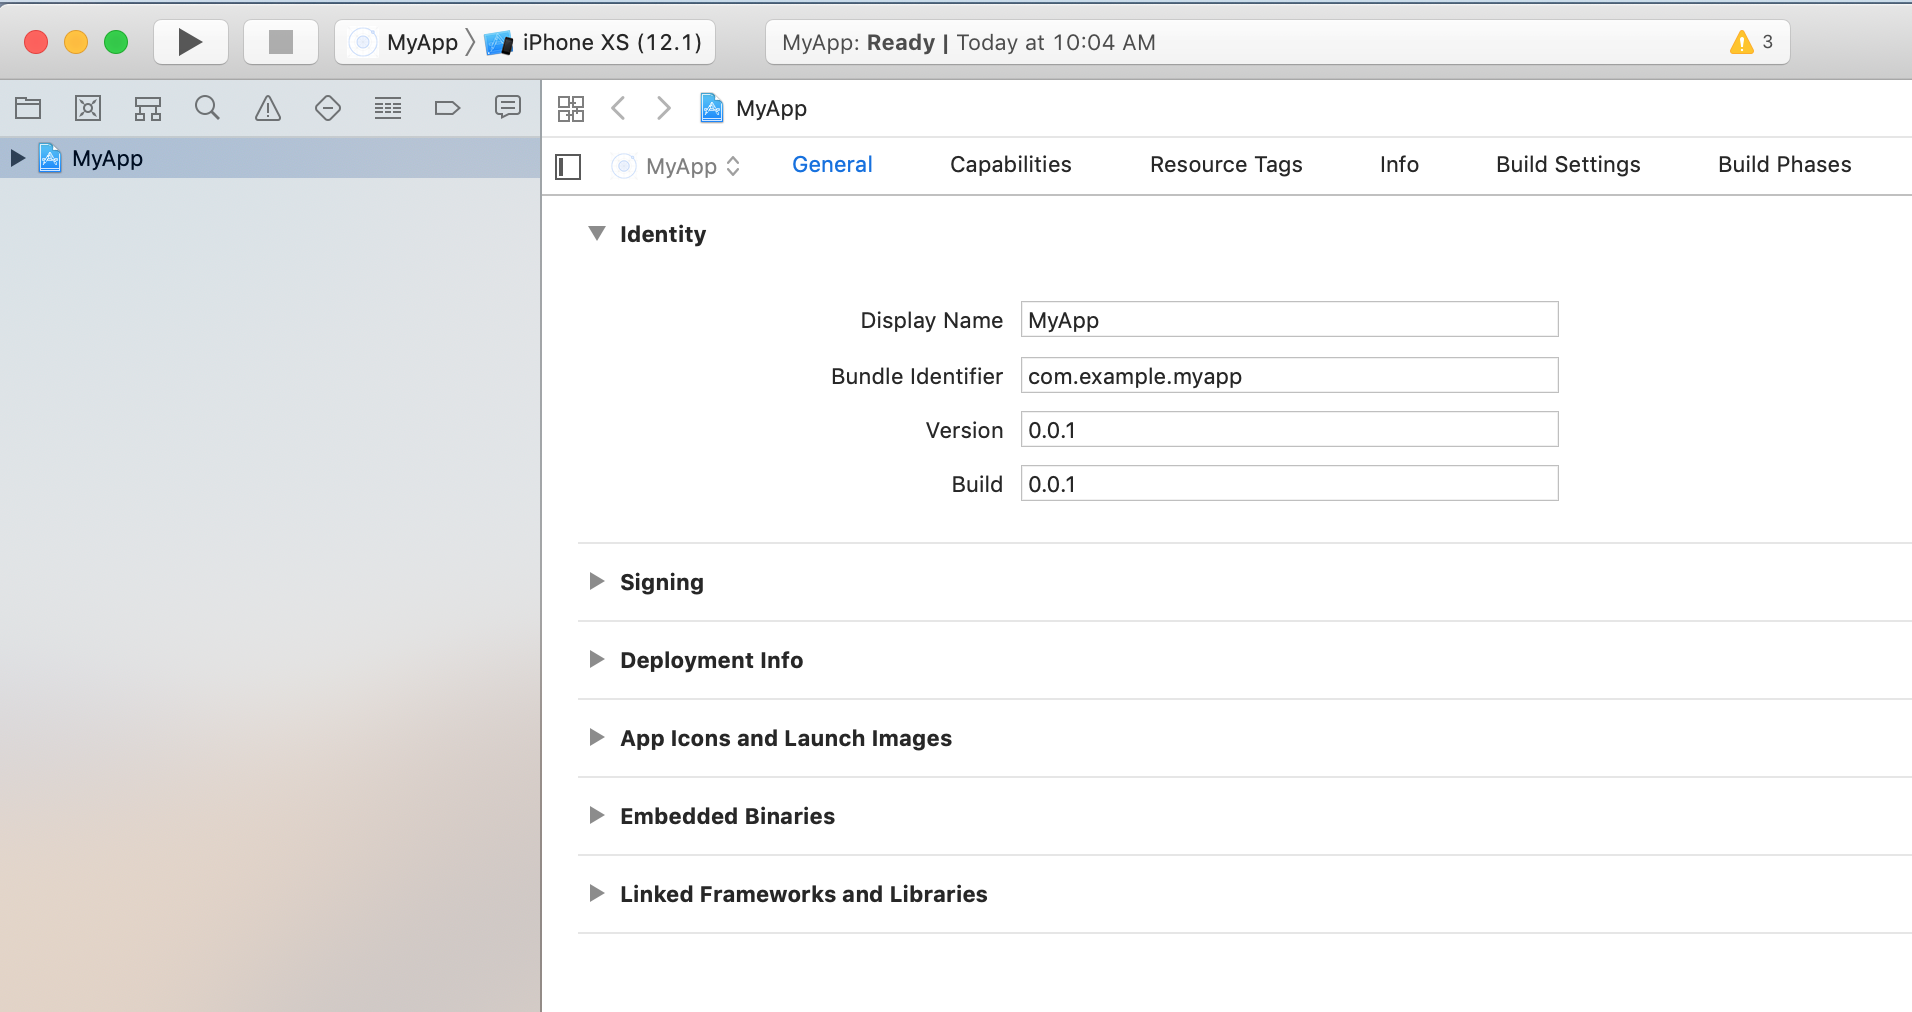 MyApp iPhone XS (12.1) MyApp: Ready | Today at 10:04 AM 3
MyApp
MyApp
MyApp General Capabilities Resource Tags Info Build Settings Build Phases
Identity
Display Name MyApp
Bundle Identifier com.example.myapp
Version 0.0.1
Build 0.0.1
Signing
Deployment Info
App Icons and Launch Images
Embedded Binaries
Linked Frameworks and Libraries